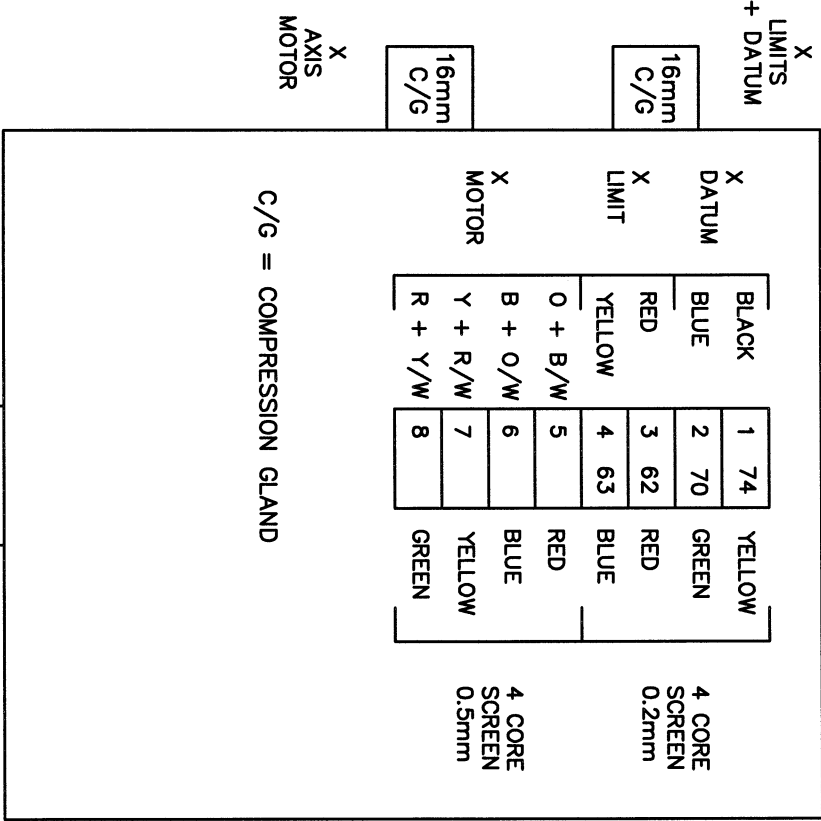 X
LIMITS
+ DATUM
16mm
C/G
16mm
C/G
X
AXIS
MOTOR
X
DATUM
X
LIMIT
X
MOTOR
BLACK 1 74 YELLOW
BLUE 2 70 GREEN
RED 3 62 RED
YELLOW 4 63 BLUE
O + B/W 5 RED
B + O/W 6 BLUE
Y + R/W 7 YELLOW
R + Y/W 8 GREEN
4 CORE
SCREEN
0.2mm
4 CORE
SCREEN
0.5mm
C/G = COMPRESSION GLAND